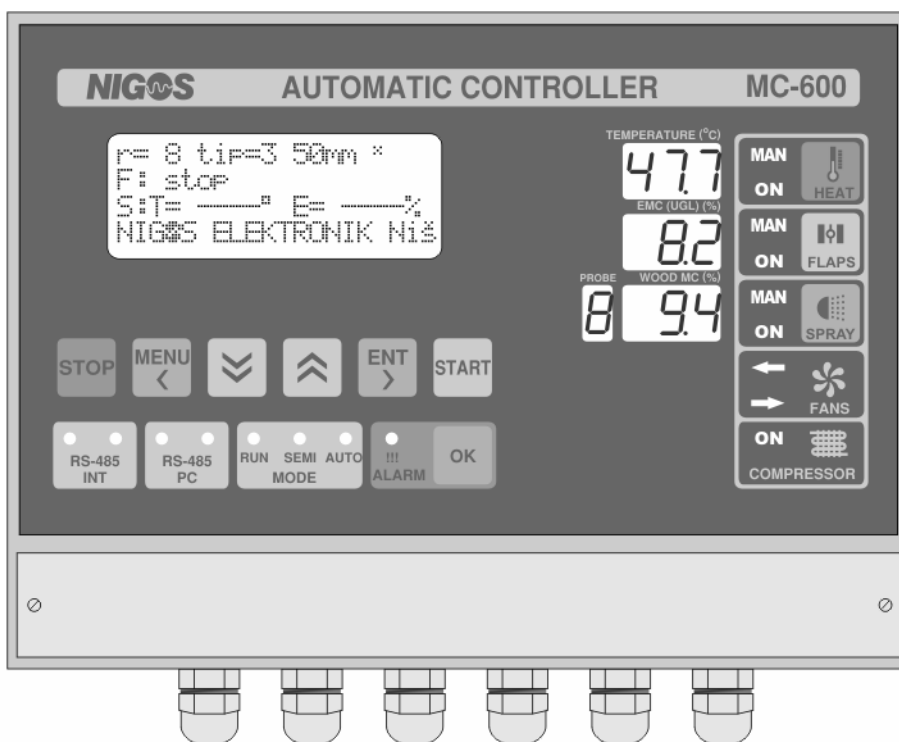 NIGOS AUTOMATIC CONTROLLER MC-600
r= 8 tip=3 50mm x
F: stop
S:T= ----° E= ----%
NIGOS ELEKTRONIK Niš
TEMPERATURE (°C)
47.7
EMC (UGL) (%)
8.2
PROBE WOOD MC (%)
8 9.4
MAN
ON HEAT
MAN
ON FLAPS
MAN
ON SPRAY
FANS
ON
COMPRESSOR
STOP MENU < ENT > START
RS-485
INT
RS-485
PC
RUN SEMI AUTO
MODE
!!!
ALARM
OK